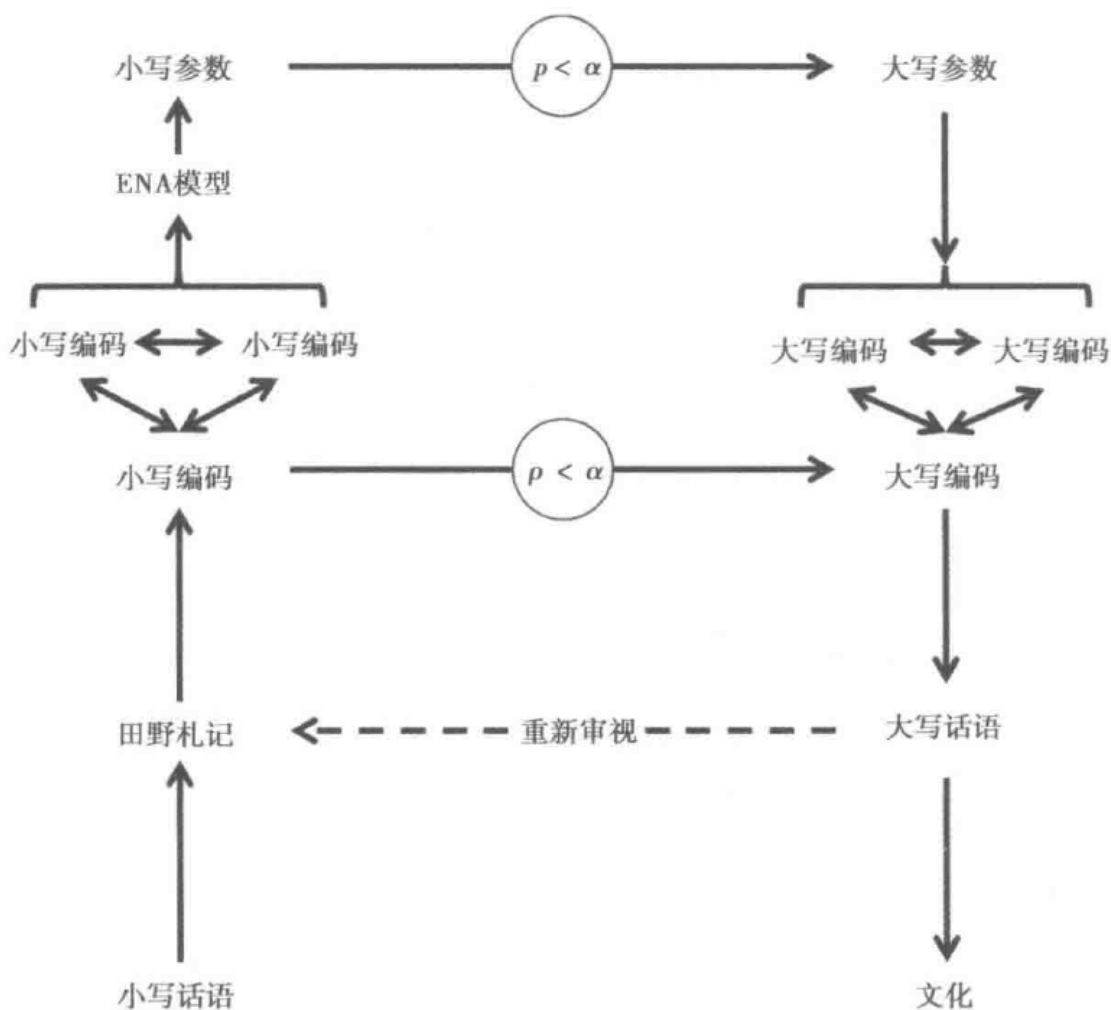 小写参数
p < α
大写参数
ENA模型
小写编码
小写编码
大写编码
大写编码
小写编码
ρ < α
大写编码
田野札记
重新审视
大写话语
小写话语
文化